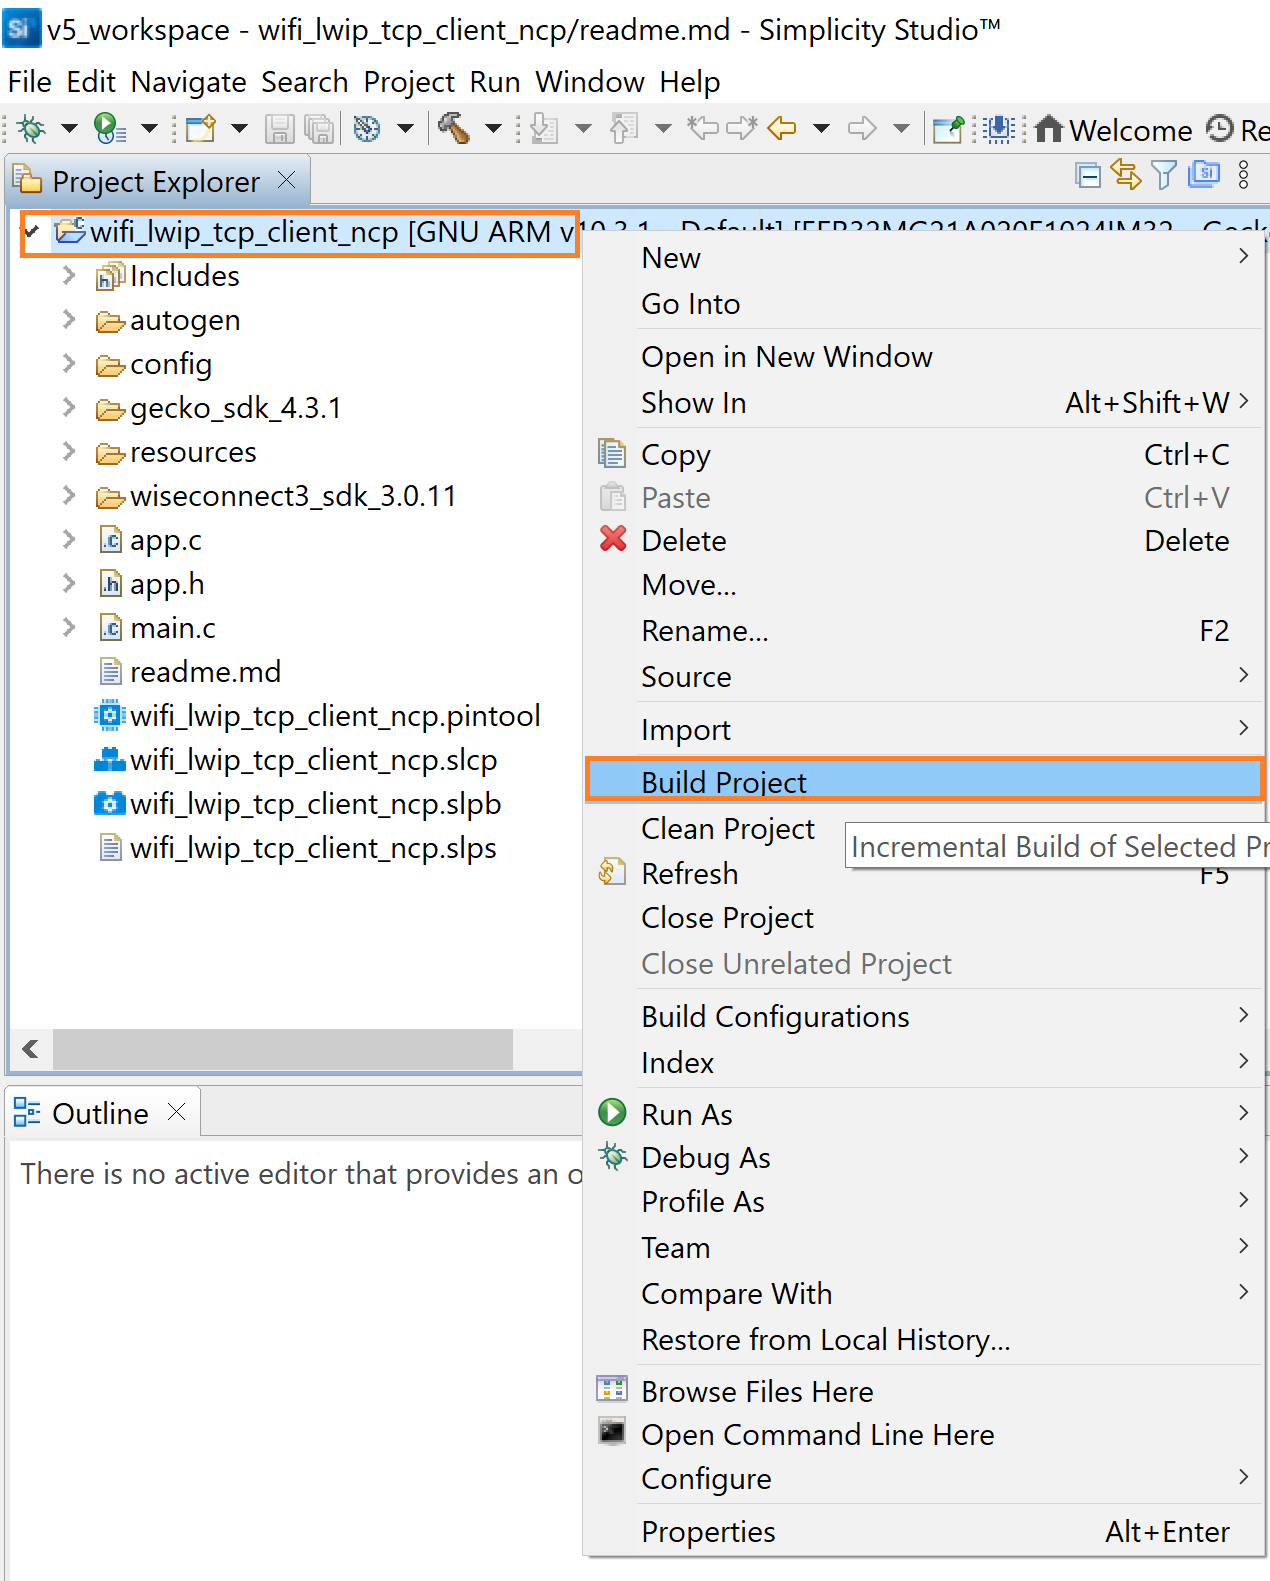 v5_workspace - wifi_lwip_tcp_client_ncp/readme.md - Simplicity Studio™
File Edit Navigate Search Project Run Window Help
Welcome Re
Project Explorer
wifi_lwip_tcp_client_ncp [GNU ARM v10.3.1 - Default] [EFR32MG21A020F1024IM32 - Geck
Includes
autogen
config
gecko_sdk_4.3.1
resources
wiseconnect3_sdk_3.0.11
app.c
app.h
main.c
readme.md
wifi_lwip_tcp_client_ncp.pintool
wifi_lwip_tcp_client_ncp.slcp
wifi_lwip_tcp_client_ncp.slpb
wifi_lwip_tcp_client_ncp.slps
Outline
There is no active editor that provides an o
New
Go Into
Open in New Window
Show In Alt+Shift+W
Copy Ctrl+C
Paste Ctrl+V
Delete Delete
Move...
Rename... F2
Source
Import
Build Project
Clean Project
Incremental Build of Selected Pr
Refresh F5
Close Project
Close Unrelated Project
Build Configurations
Index
Run As
Debug As
Profile As
Team
Compare With
Restore from Local History...
Browse Files Here
Open Command Line Here
Configure
Properties Alt+Enter